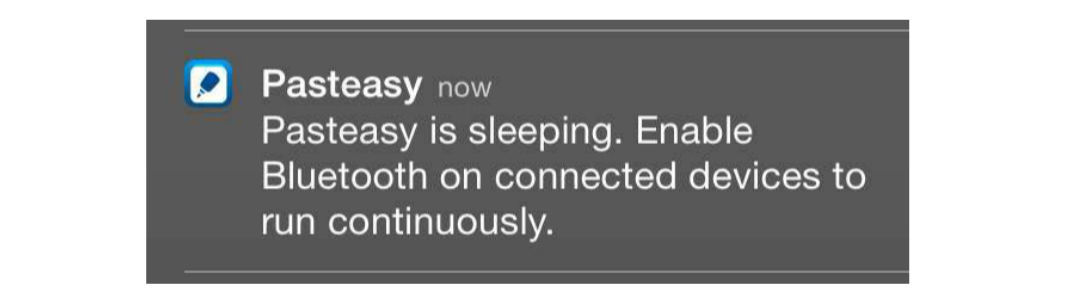 Pasteasy now
Pasteasy is sleeping. Enable
Bluetooth on connected devices to
run continuously.